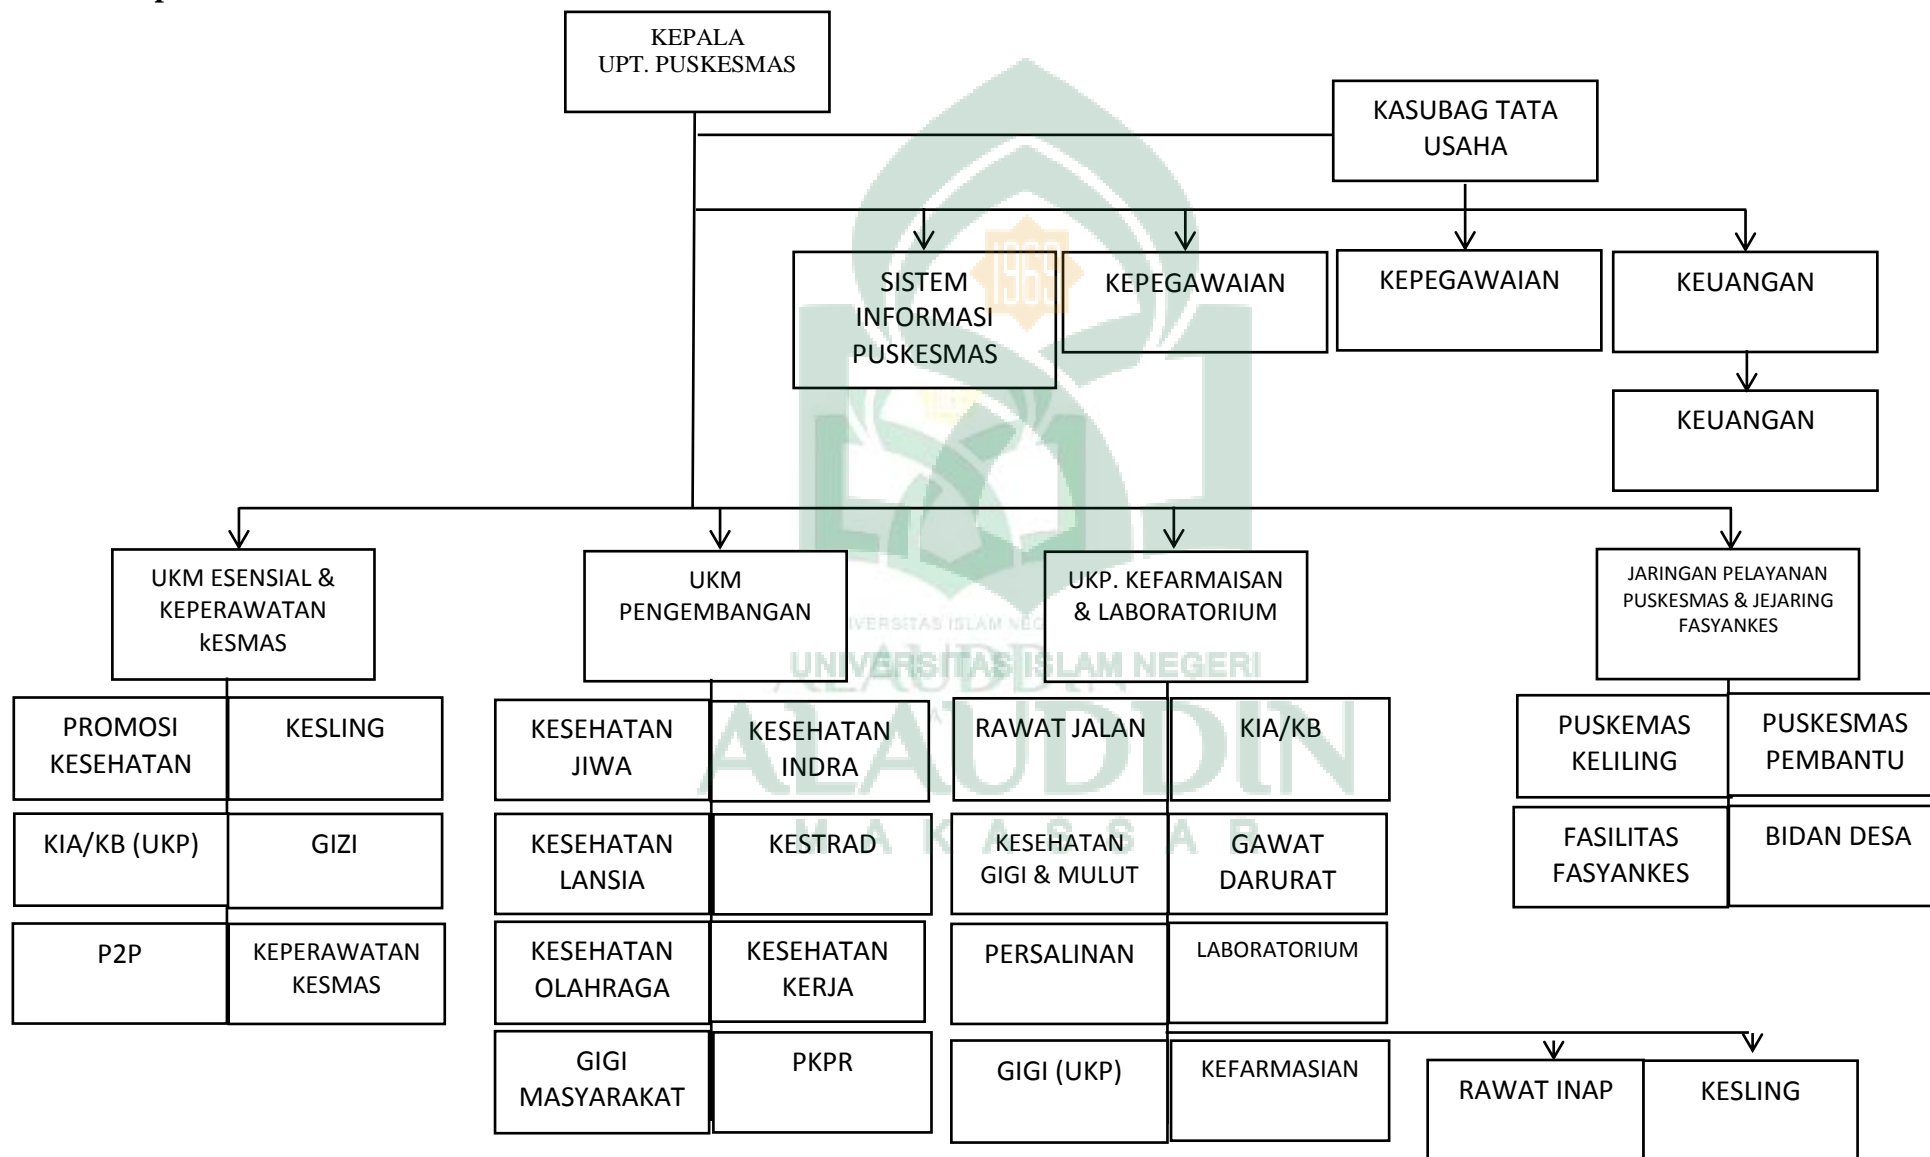 KEPALA
UPT. PUSKESMAS
KASUBAG TATA
USAHA
SISTEM
INFORMASI
PUSKESMAS
KEPEGAWAIAN
KEPEGAWAIAN
KEUANGAN
KEUANGAN
1969
UKM ESENSIAL &
KEPERAWATAN
kESMAS
UKM
PENGEMBANGAN
UKP. KEFARMAISAN
& LABORATORIUM
JARINGAN PELAYANAN
PUSKESMAS & JEJARING
FASYANKES
UNIVERSITAS ISLAM NEGERI
ALAUDDIN
MAKASSAR
PROMOSI
KESEHATAN
KESLING
KIA/KB (UKP)
GIZI
P2P
KEPERAWATAN
KESMAS
KESEHATAN
JIWA
KESEHATAN
INDRA
KESEHATAN
LANSIA
KESTRAD
KESEHATAN
OLAHRAGA
KESEHATAN
KERJA
GIGI
MASYARAKAT
PKPR
RAWAT JALAN
KIA/KB
KESEHATAN
GIGI & MULUT
GAWAT
DARURAT
PERSALINAN
LABORATORIUM
GIGI (UKP)
KEFARMASIAN
RAWAT INAP
KESLING
PUSKEMAS
KELILING
PUSKESMAS
PEMBANTU
FASILITAS
FASYANKES
BIDAN DESA